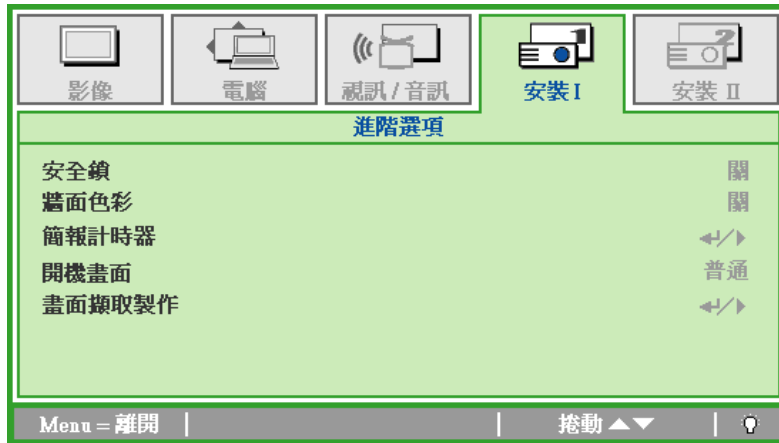 影像 電腦 視訊 / 音訊 安裝 I 安裝 II
進階選項
安全鎖 關
牆面色彩 關
簡報計時器
開機畫面 普通
畫面擷取製作
Menu = 離開 捲動